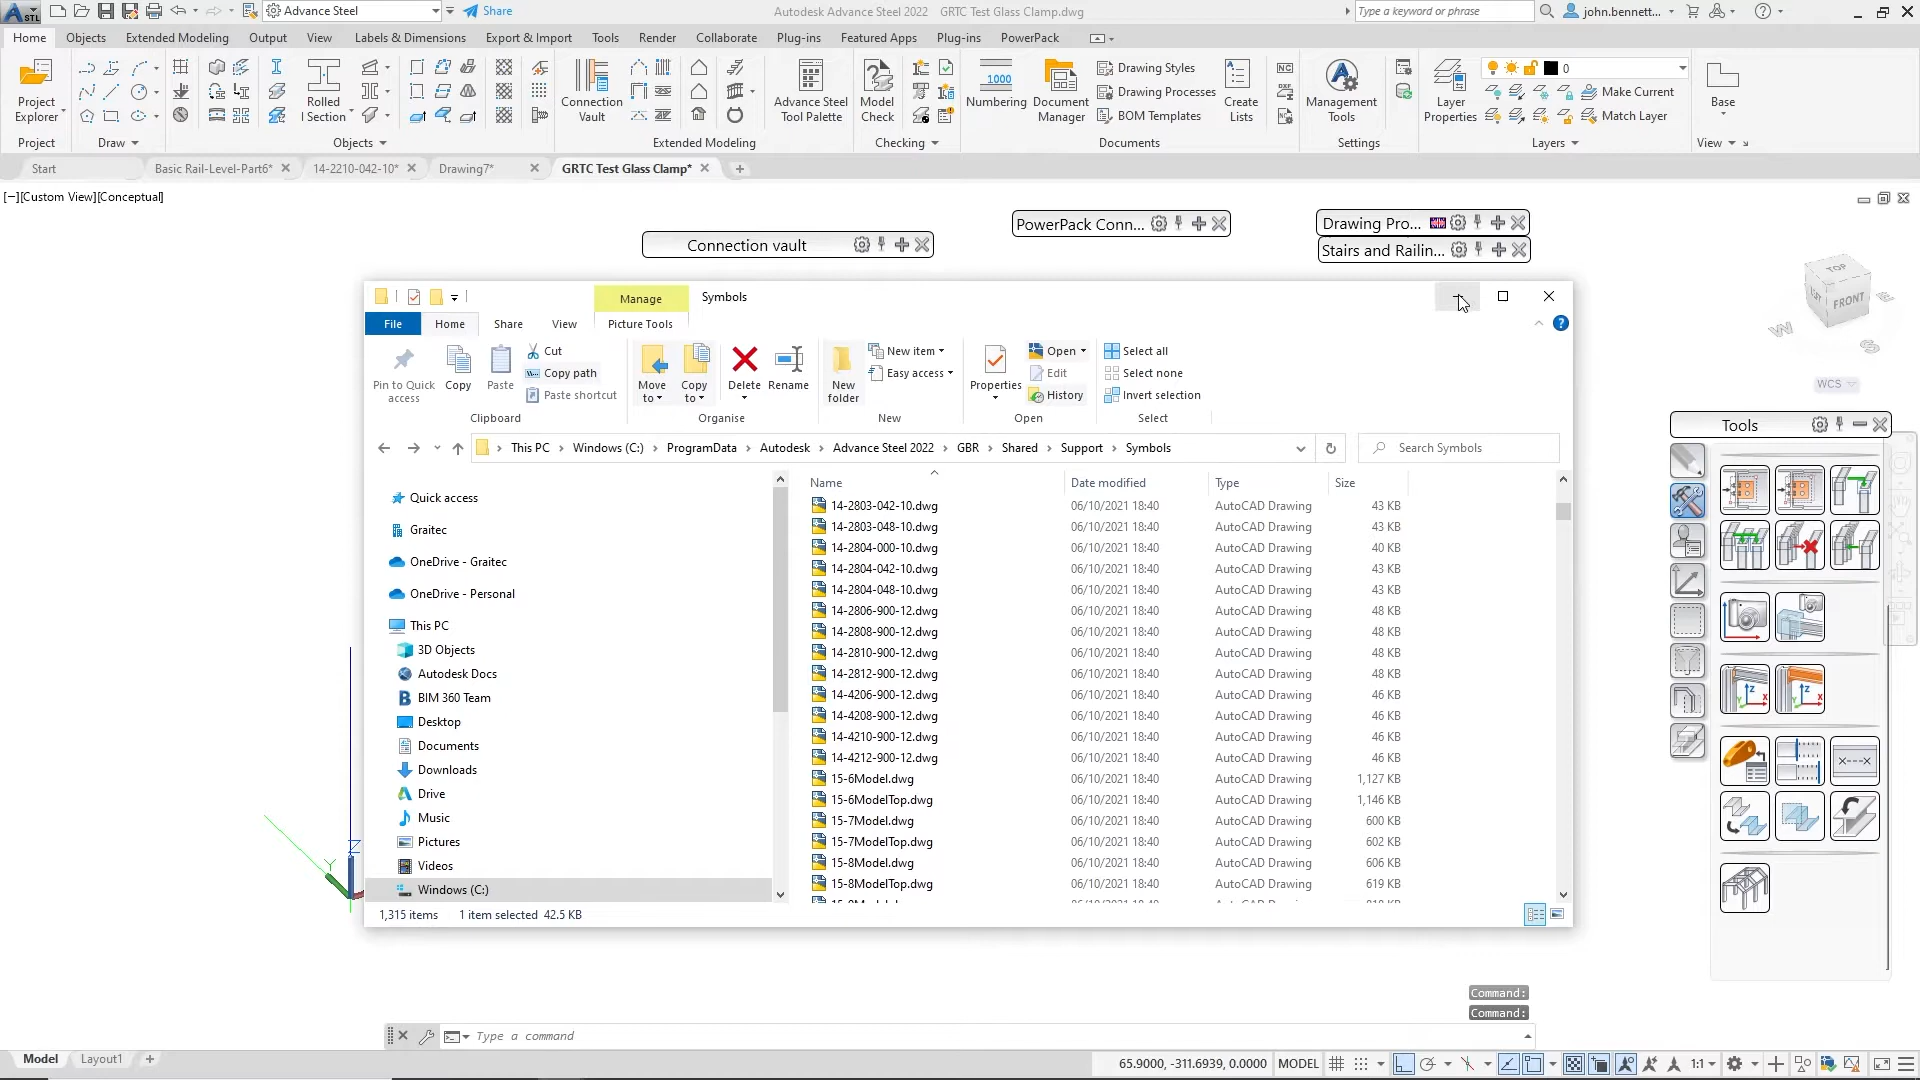 STL
Advance Steel
Share
Autodesk Advance Steel 2022   GRTC Test Glass Clamp.dwg
Type a keyword or phrase
john.bennett...
Home
Objects
Extended Modeling
Output
View
Labels & Dimensions
Export & Import
Tools
Render
Collaborate
Plug-ins
Featured Apps
Plug-ins
PowerPack
Project
Explorer
Rolled
I Section
Connection
Vault
Advance Steel
Tool Palette
Model
Check
1000
Numbering
Document
Manager
Drawing Styles
Drawing Processes
BOM Templates
Create
Lists
NC
DXF
Management
Tools
Layer
Properties
0
Make Current
Match Layer
Base
Project
Draw
Objects
Extended Modeling
Checking
Documents
Settings
Layers
View
Start
Basic Rail-Level-Part6*
14-2210-042-10*
Drawing7*
GRTC Test Glass Clamp*
[−][Custom View][Conceptual]
Connection vault
PowerPack Conn...
Drawing Pro...
Stairs and Railin...
TOP
FRONT
W
S
WCS
Tools
Manage
Symbols
File
Home
Share
View
Picture Tools
Pin to Quick
access
Copy
Paste
Cut
Copy path
Paste shortcut
Move
to
Copy
to
Delete
Rename
New
folder
New item
Easy access
Properties
Open
Edit
History
Select all
Select none
Invert selection
Clipboard
Organise
New
Open
Select
This PC
Windows (C:)
ProgramData
Autodesk
Advance Steel 2022
GBR
Shared
Support
Symbols
Search Symbols
Quick access
Graitec
OneDrive - Graitec
OneDrive - Personal
This PC
3D Objects
Autodesk Docs
BIM 360 Team
Desktop
Documents
Downloads
Drive
Music
Pictures
Videos
Windows (C:)
Name Date modified Type Size
14-2803-042-10.dwg 06/10/2021 18:40 AutoCAD Drawing 43 KB
14-2803-048-10.dwg 06/10/2021 18:40 AutoCAD Drawing 43 KB
14-2804-000-10.dwg 06/10/2021 18:40 AutoCAD Drawing 40 KB
14-2804-042-10.dwg 06/10/2021 18:40 AutoCAD Drawing 43 KB
14-2804-048-10.dwg 06/10/2021 18:40 AutoCAD Drawing 43 KB
14-2806-900-12.dwg 06/10/2021 18:40 AutoCAD Drawing 48 KB
14-2808-900-12.dwg 06/10/2021 18:40 AutoCAD Drawing 48 KB
14-2810-900-12.dwg 06/10/2021 18:40 AutoCAD Drawing 48 KB
14-2812-900-12.dwg 06/10/2021 18:40 AutoCAD Drawing 48 KB
14-4206-900-12.dwg 06/10/2021 18:40 AutoCAD Drawing 46 KB
14-4208-900-12.dwg 06/10/2021 18:40 AutoCAD Drawing 46 KB
14-4210-900-12.dwg 06/10/2021 18:40 AutoCAD Drawing 46 KB
14-4212-900-12.dwg 06/10/2021 18:40 AutoCAD Drawing 46 KB
15-6Model.dwg 06/10/2021 18:40 AutoCAD Drawing 1,127 KB
15-6ModelTop.dwg 06/10/2021 18:40 AutoCAD Drawing 1,146 KB
15-7Model.dwg 06/10/2021 18:40 AutoCAD Drawing 600 KB
15-7ModelTop.dwg 06/10/2021 18:40 AutoCAD Drawing 602 KB
15-8Model.dwg 06/10/2021 18:40 AutoCAD Drawing 606 KB
15-8ModelTop.dwg 06/10/2021 18:40 AutoCAD Drawing 619 KB
1,315 items   1 item selected  42.5 KB
Y
Z
Command:
Command:
Type a command
Model
Layout1
65.9000, -311.6939, 0.0000
MODEL
1:1